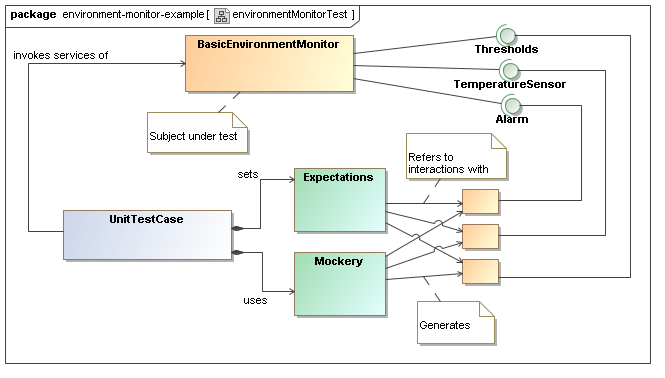 package environment-monitor-example [ environmentMonitorTest ]
BasicEnvironmentMonitor
Thresholds
invokes services of
TemperatureSensor
Alarm
Subject under test
Refers to
interactions with
sets
Expectations
UnitTestCase
Mockery
uses
Generates